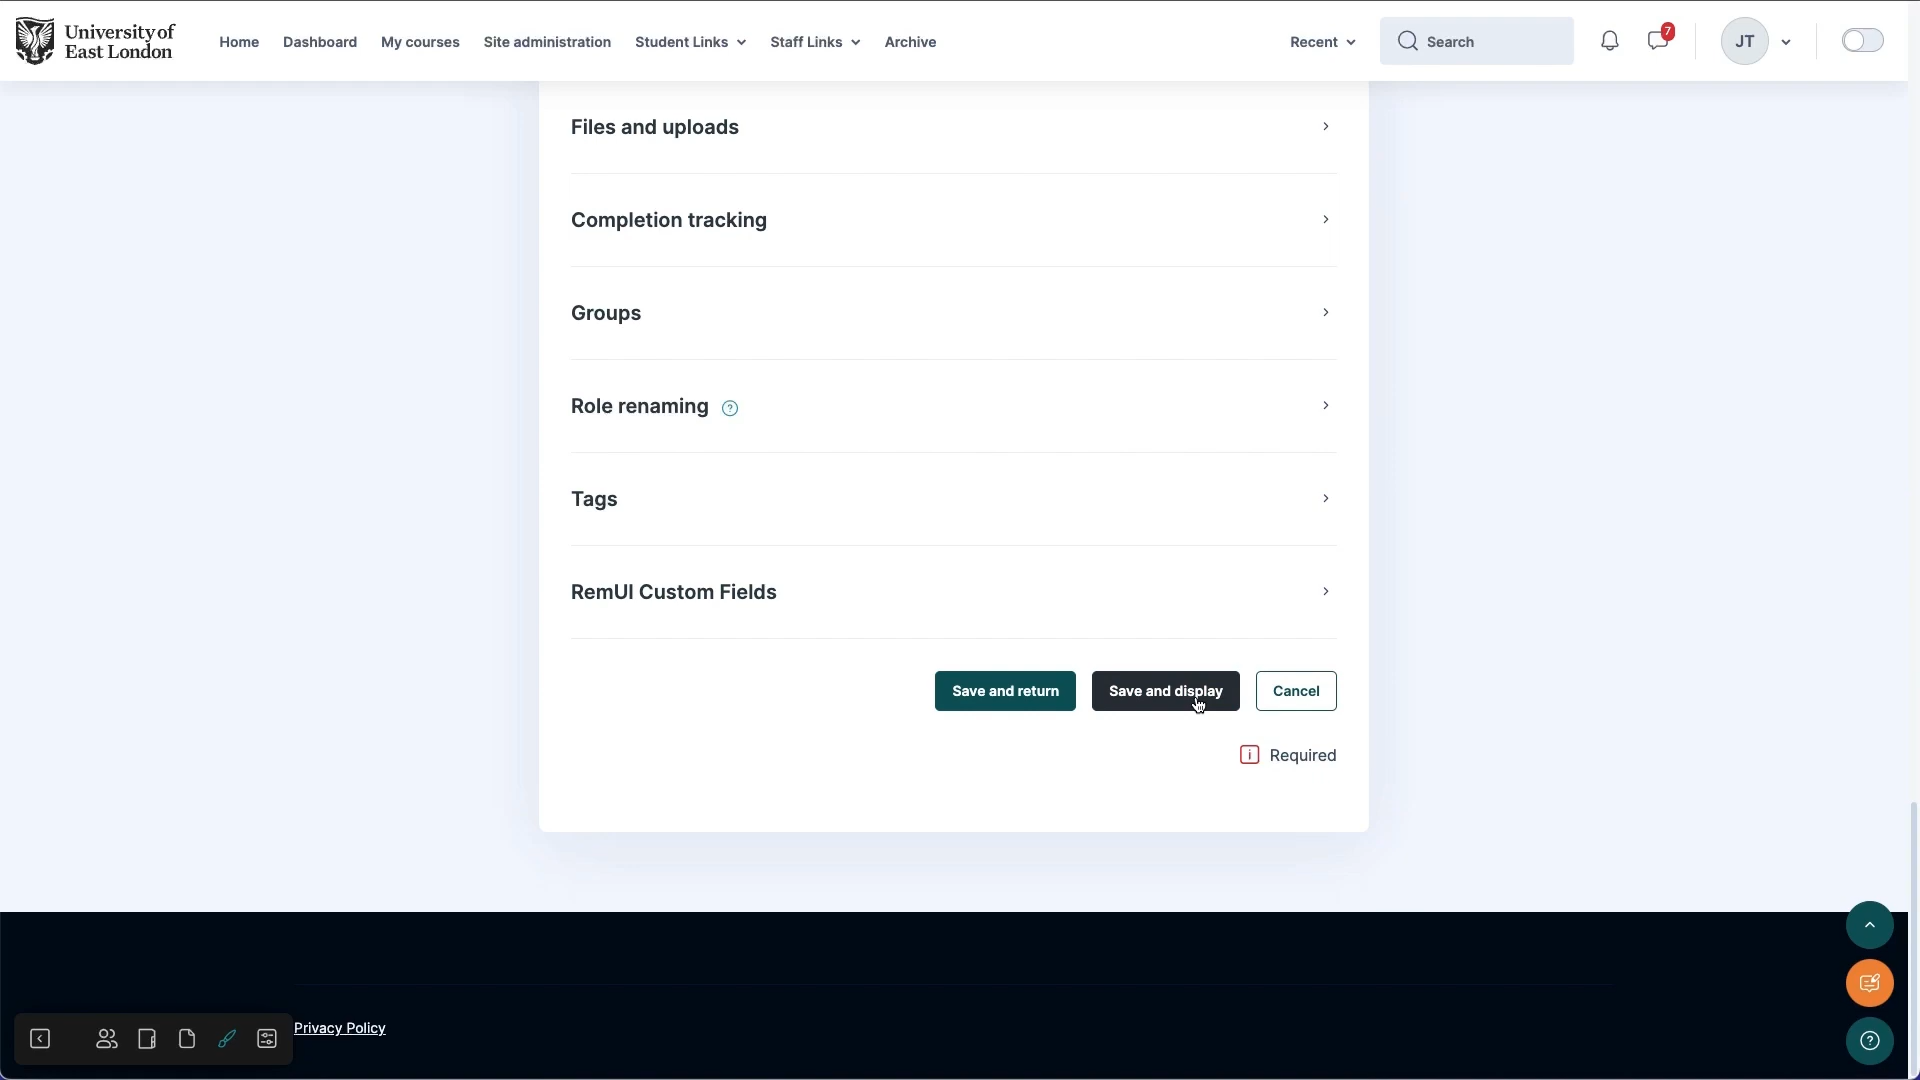 University of
East London
Home Dashboard My courses Site administration Student Links Staff Links Archive
Recent Search 7 JT
Files and uploads
Completion tracking
Groups
Role renaming ?
Tags
RemUI Custom Fields
Save and return Save and display Cancel
Required
Privacy Policy